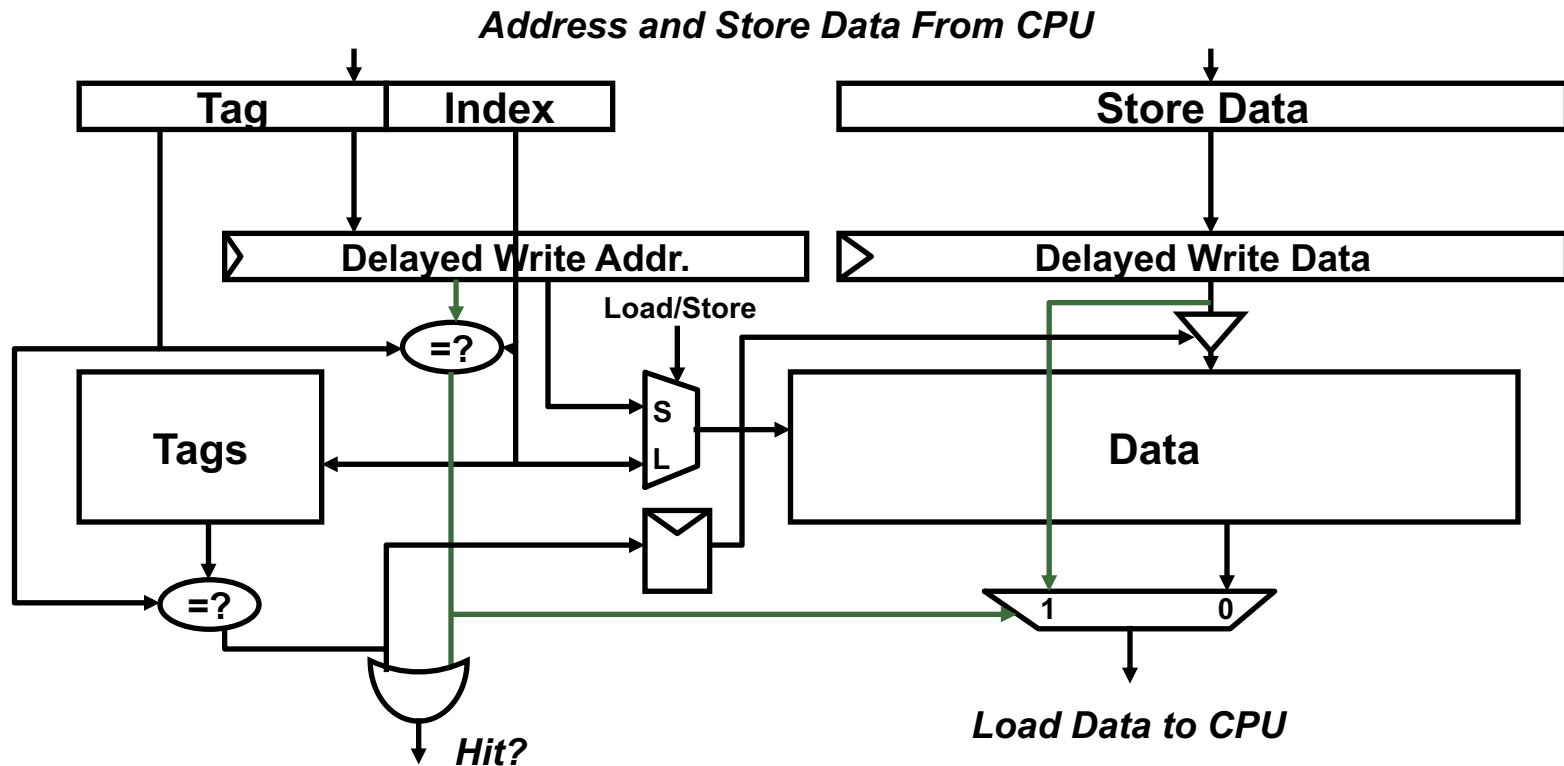 Address and Store Data From CPU
Tag Index Store Data
Delayed Write Addr. Delayed Write Data
Load/Store
=?
S
Tags L Data
=?
1 0
Load Data to CPU
Hit?